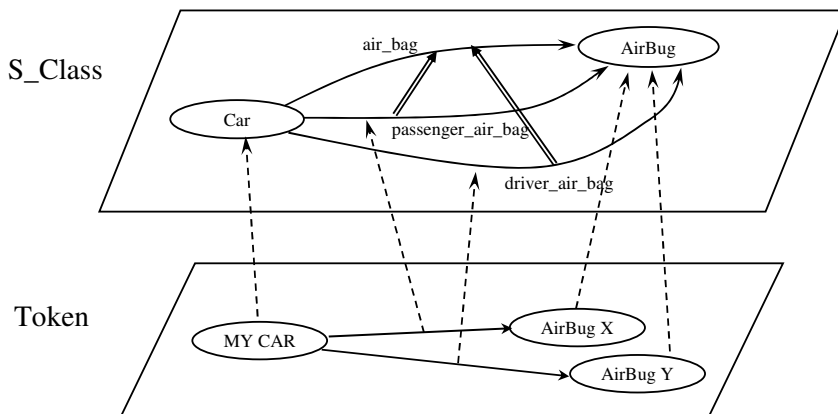 air_bag
AirBug
S_Class
Car
passenger_air_bag
driver_air_bag
Token
AirBug X
MY CAR
AirBug Y